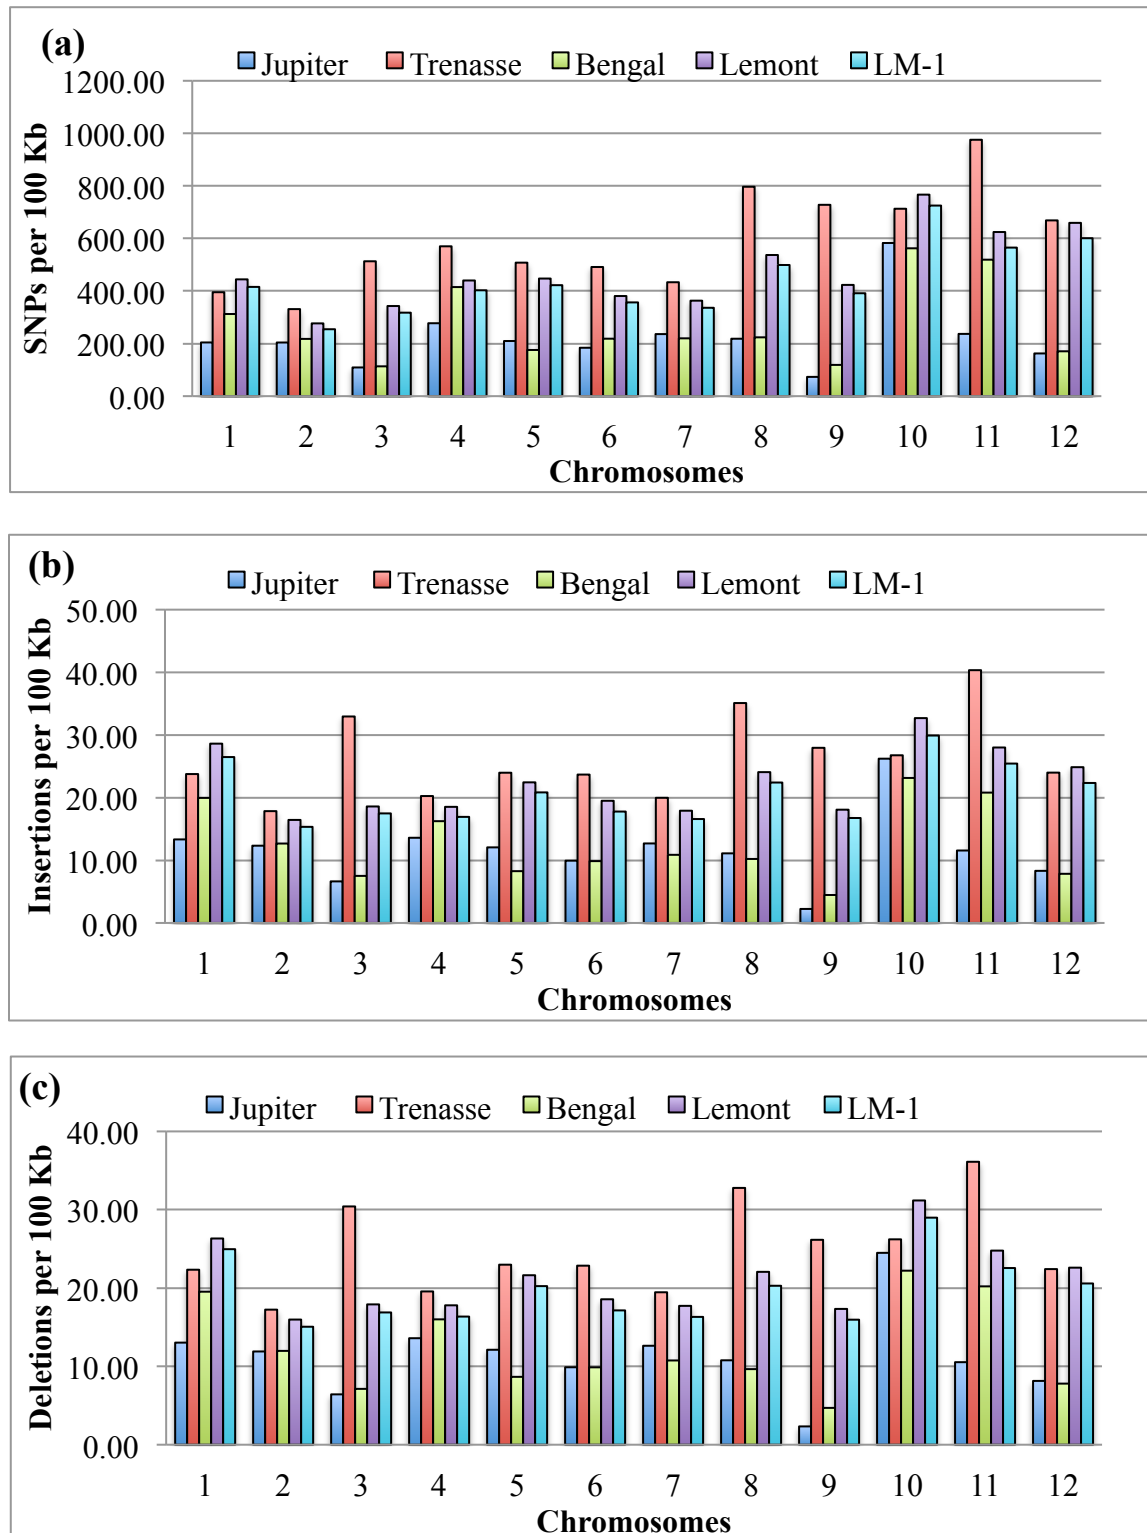 (a)
Jupiter Trenasse Bengal Lemont LM-1
SNPs per 100 Kb
1200.00
1000.00
800.00
600.00
400.00
200.00
0.00
1 2 3 4 5 6 7 8 9 10 11 12
Chromosomes
(b)
Jupiter Trenasse Bengal Lemont LM-1
Insertions per 100 Kb
50.00
40.00
30.00
20.00
10.00
0.00
1 2 3 4 5 6 7 8 9 10 11 12
Chromosomes
(c)
Jupiter Trenasse Bengal Lemont LM-1
Deletions per 100 Kb
40.00
30.00
20.00
10.00
0.00
1 2 3 4 5 6 7 8 9 10 11 12
Chromosomes